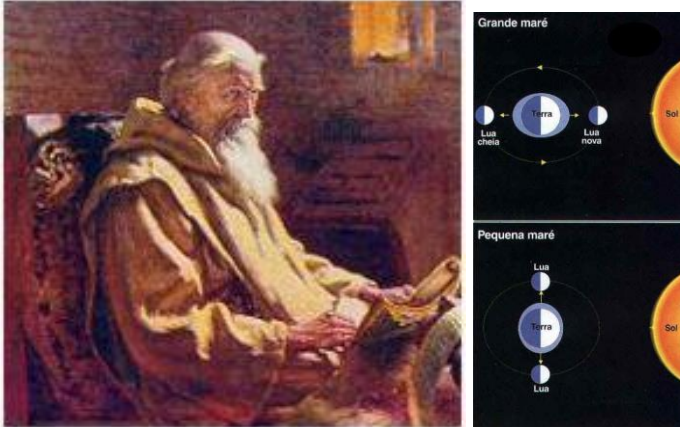 Grande maré
Terra
Sol
Lua
cheia
Lua
nova
Pequena maré
Lua
Terra
Sol
Lua